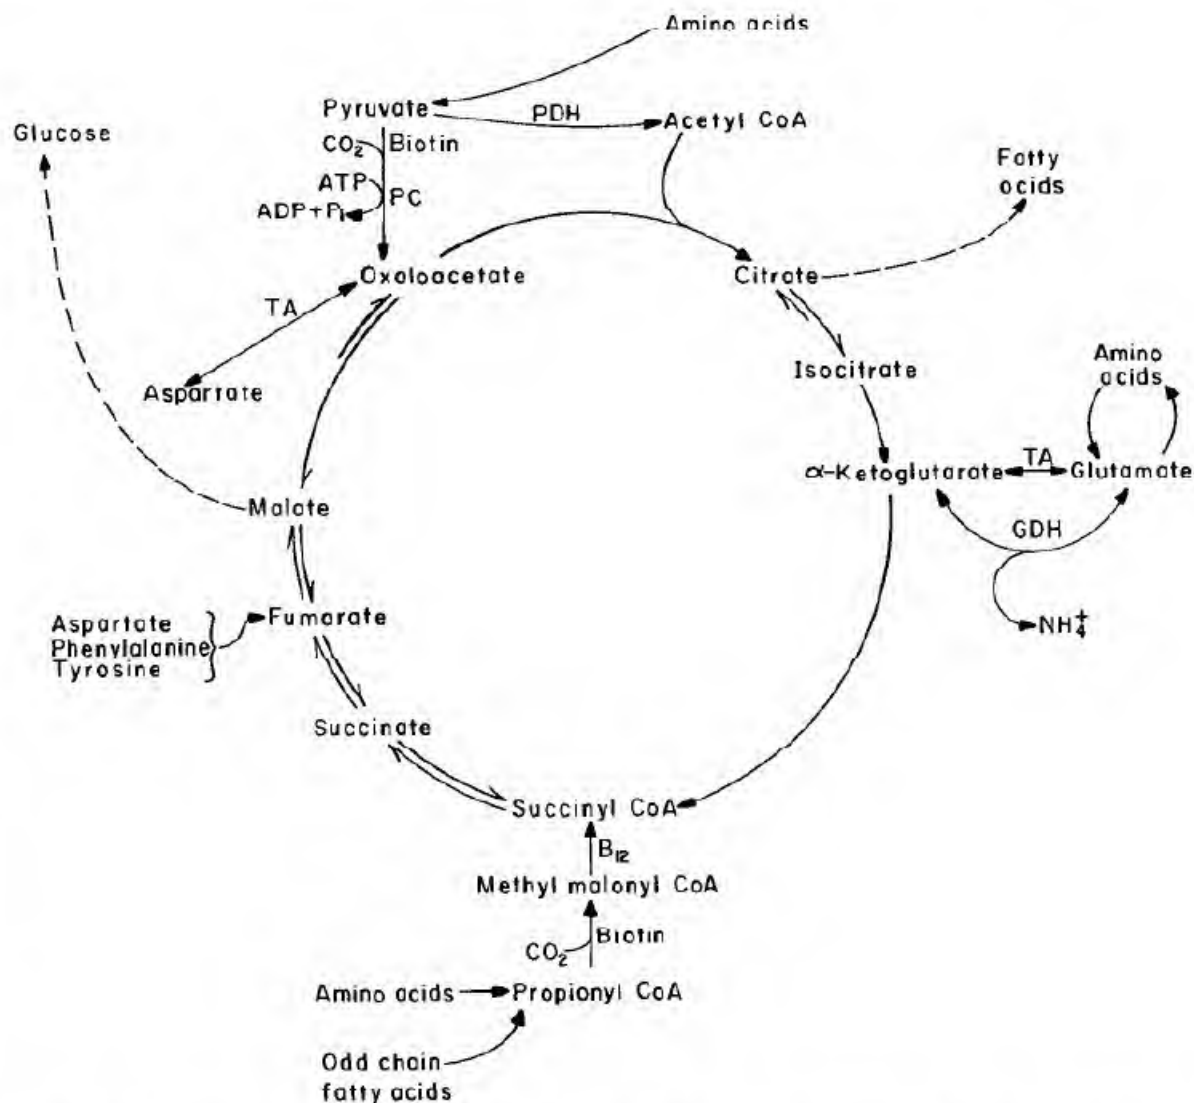 Amino acids
Pyruvate
PDH
Acetyl CoA
Glucose
CO₂
Biotin
Fatty
acids
ATP
ADP+Pi
PC
Oxaloacetate
Citrate
TA
Aspartate
Isocitrate
Amino
acids
α-Ketoglutarate
TA
Glutamate
Malate
GDH
NH₄⁺
Aspartate
Phenylalanine
Tyrosine
Fumarate
Succinate
Succinyl CoA
B₁₂
Methyl malonyl CoA
CO₂
Biotin
Amino acids
Propionyl CoA
Odd chain
fatty acids